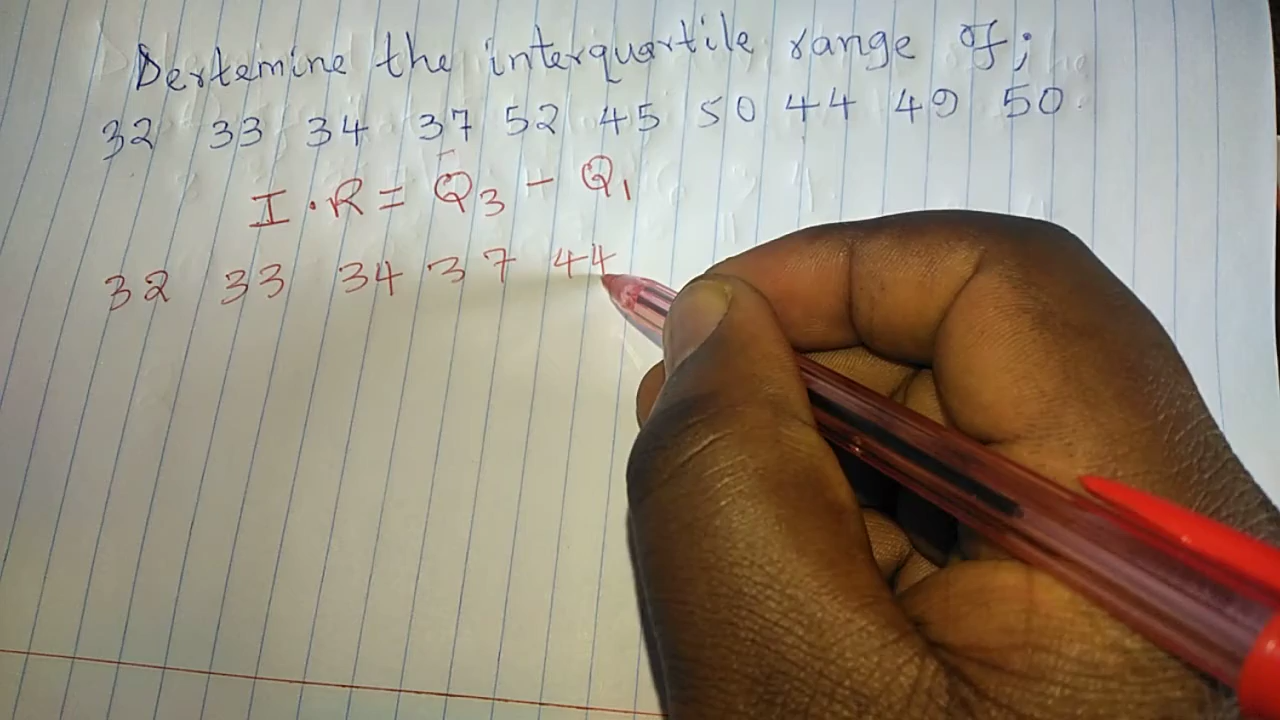 Dertemine the interquartile range of;
32 33 34 37 52 45 50 44 49 50
I.R = Q3 - Q1
32 33 34 37 44